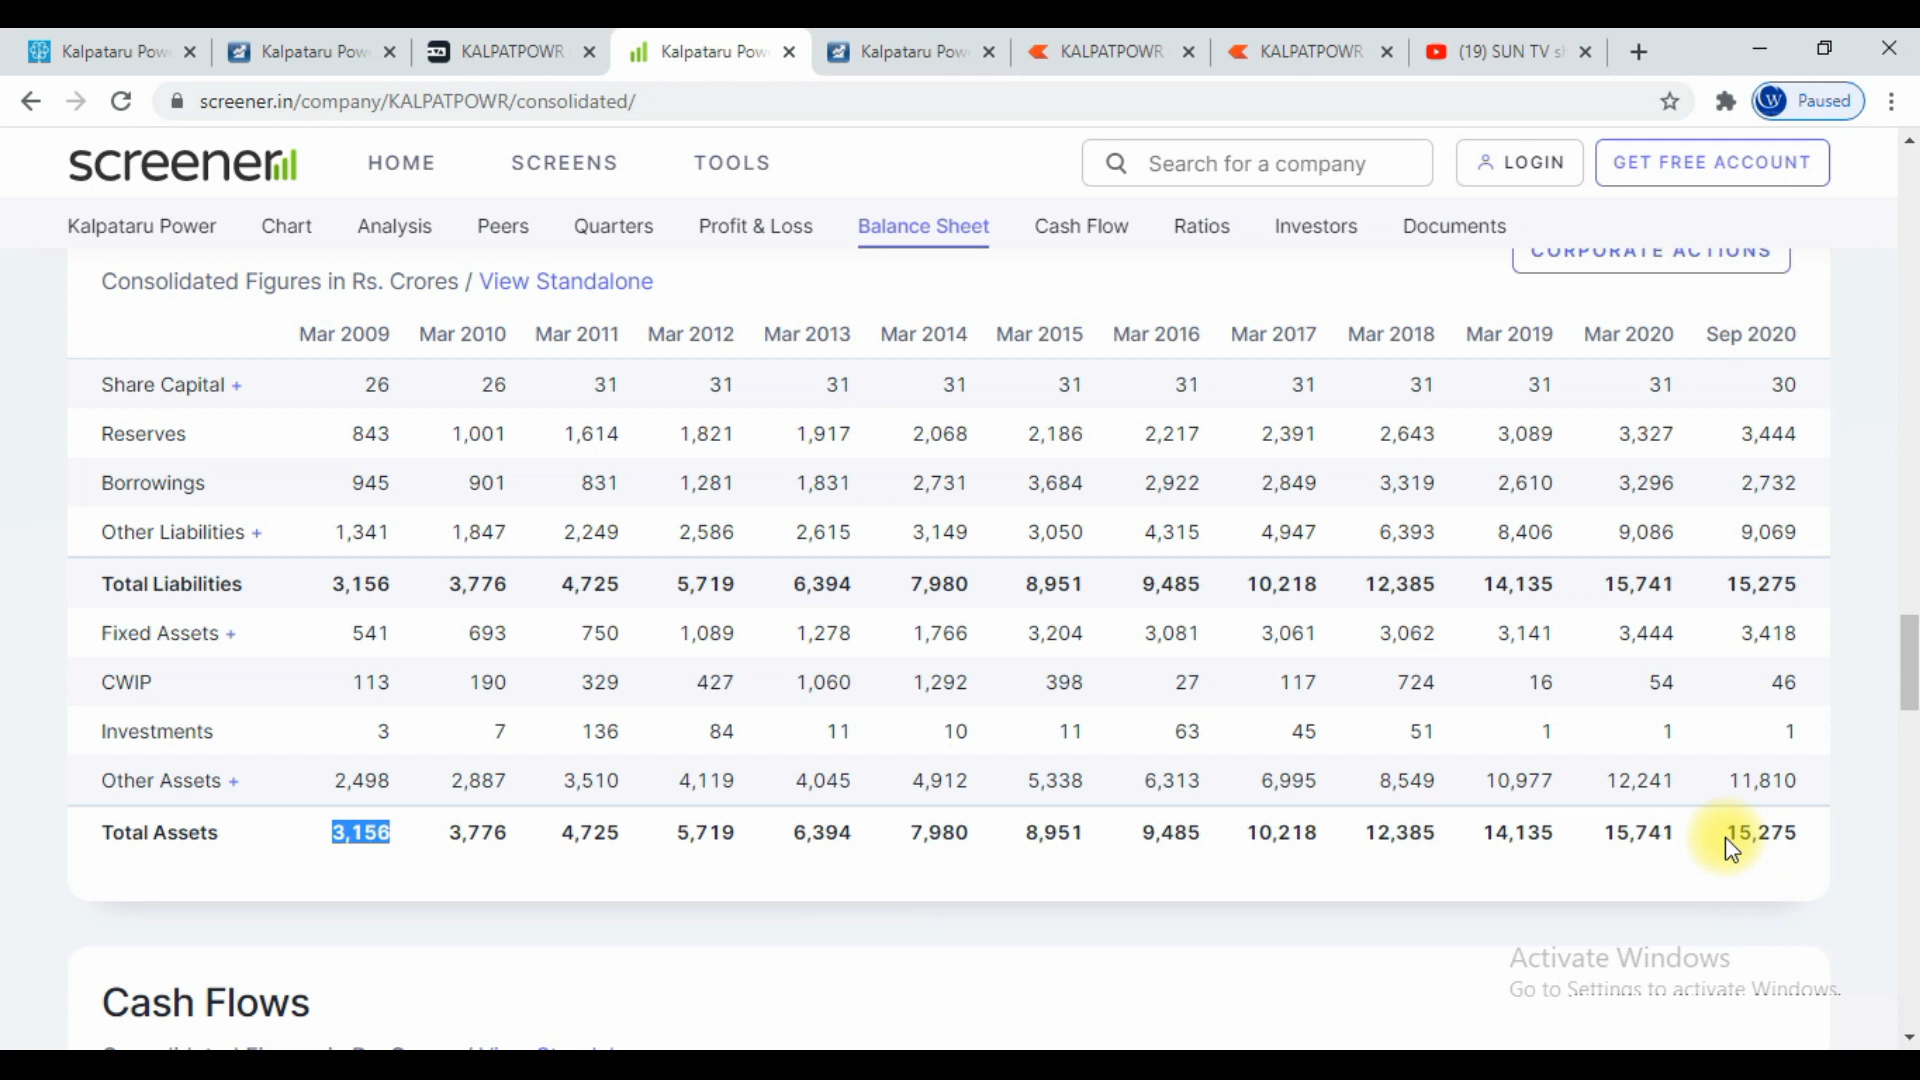 Kalpataru Pow
Kalpataru Pow
KALPATPOWR
Kalpataru Pow
Kalpataru Pow
KALPATPOWR
KALPATPOWR
(19) SUN TV s
screener.in/company/KALPATPOWR/consolidated/
W Paused
screener
HOME SCREENS TOOLS
Search for a company
LOGIN
GET FREE ACCOUNT
Kalpataru Power Chart Analysis Peers Quarters Profit & Loss Balance Sheet Cash Flow Ratios Investors Documents
CORPORATE ACTIONS
Consolidated Figures in Rs. Crores / View Standalone
Mar 2009 Mar 2010 Mar 2011 Mar 2012 Mar 2013 Mar 2014 Mar 2015 Mar 2016 Mar 2017 Mar 2018 Mar 2019 Mar 2020 Sep 2020
Share Capital + 26 26 31 31 31 31 31 31 31 31 31 31 30
Reserves 843 1,001 1,614 1,821 1,917 2,068 2,186 2,217 2,391 2,643 3,089 3,327 3,444
Borrowings 945 901 831 1,281 1,831 2,731 3,684 2,922 2,849 3,319 2,610 3,296 2,732
Other Liabilities + 1,341 1,847 2,249 2,586 2,615 3,149 3,050 4,315 4,947 6,393 8,406 9,086 9,069
Total Liabilities 3,156 3,776 4,725 5,719 6,394 7,980 8,951 9,485 10,218 12,385 14,135 15,741 15,275
Fixed Assets + 541 693 750 1,089 1,278 1,766 3,204 3,081 3,061 3,062 3,141 3,444 3,418
CWIP 113 190 329 427 1,060 1,292 398 27 117 724 16 54 46
Investments 3 7 136 84 11 10 11 63 45 51 1 1 1
Other Assets + 2,498 2,887 3,510 4,119 4,045 4,912 5,338 6,313 6,995 8,549 10,977 12,241 11,810
Total Assets 3,156 3,776 4,725 5,719 6,394 7,980 8,951 9,485 10,218 12,385 14,135 15,741 15,275
Activate Windows
Go to Settings to activate Windows.
Cash Flows